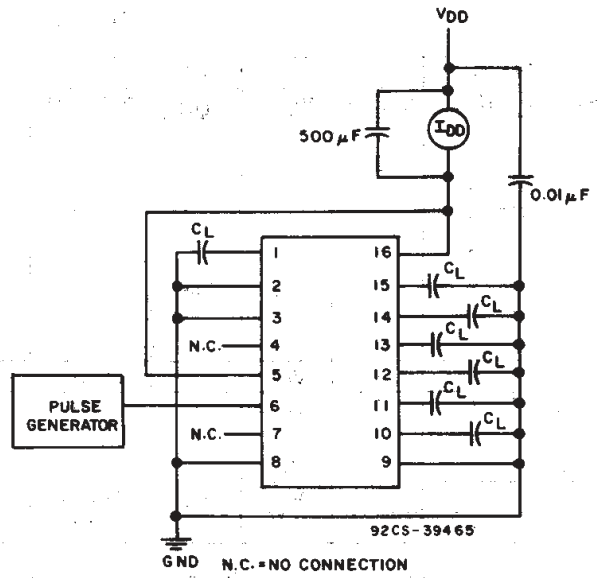 VDD
500 µF
IDD
0.01 µF
CL
1
16
CL
2
15
CL
3
14
CL
N.C.
4
13
CL
5
12
CL
PULSE
GENERATOR
6
11
CL
N.C.
7
10
8
9
92CS-39465
GND
N.C.=NO CONNECTION